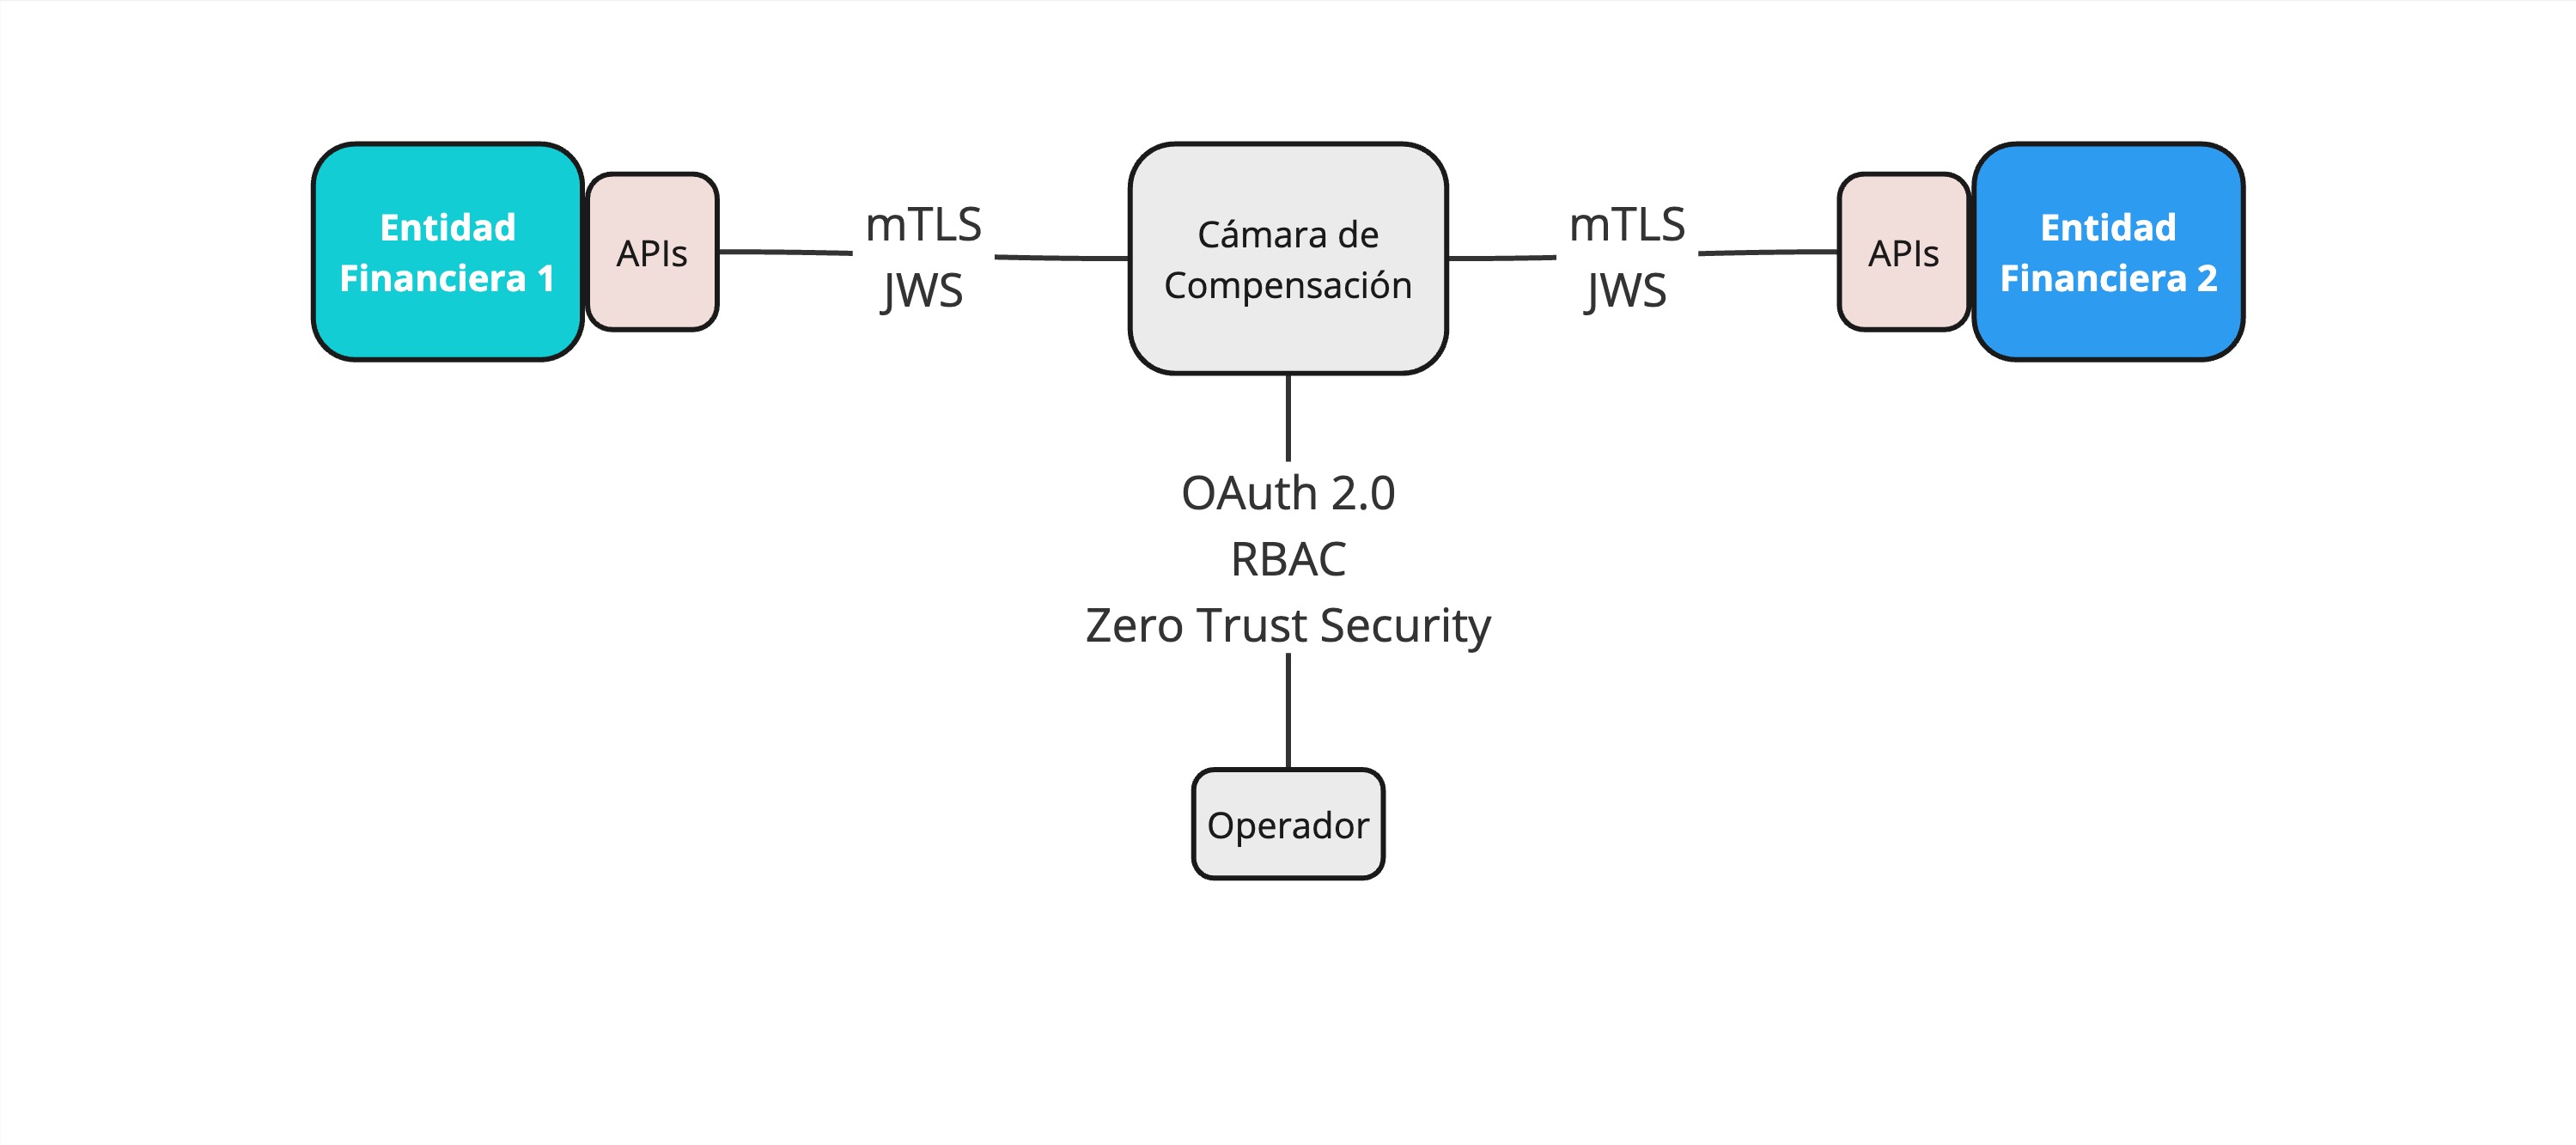 Entidad
Financiera 1
APIs
mTLS
JWS
Cámara de
Compensación
mTLS
JWS
APIs
Entidad
Financiera 2
OAuth 2.0
RBAC
Zero Trust Security
Operador